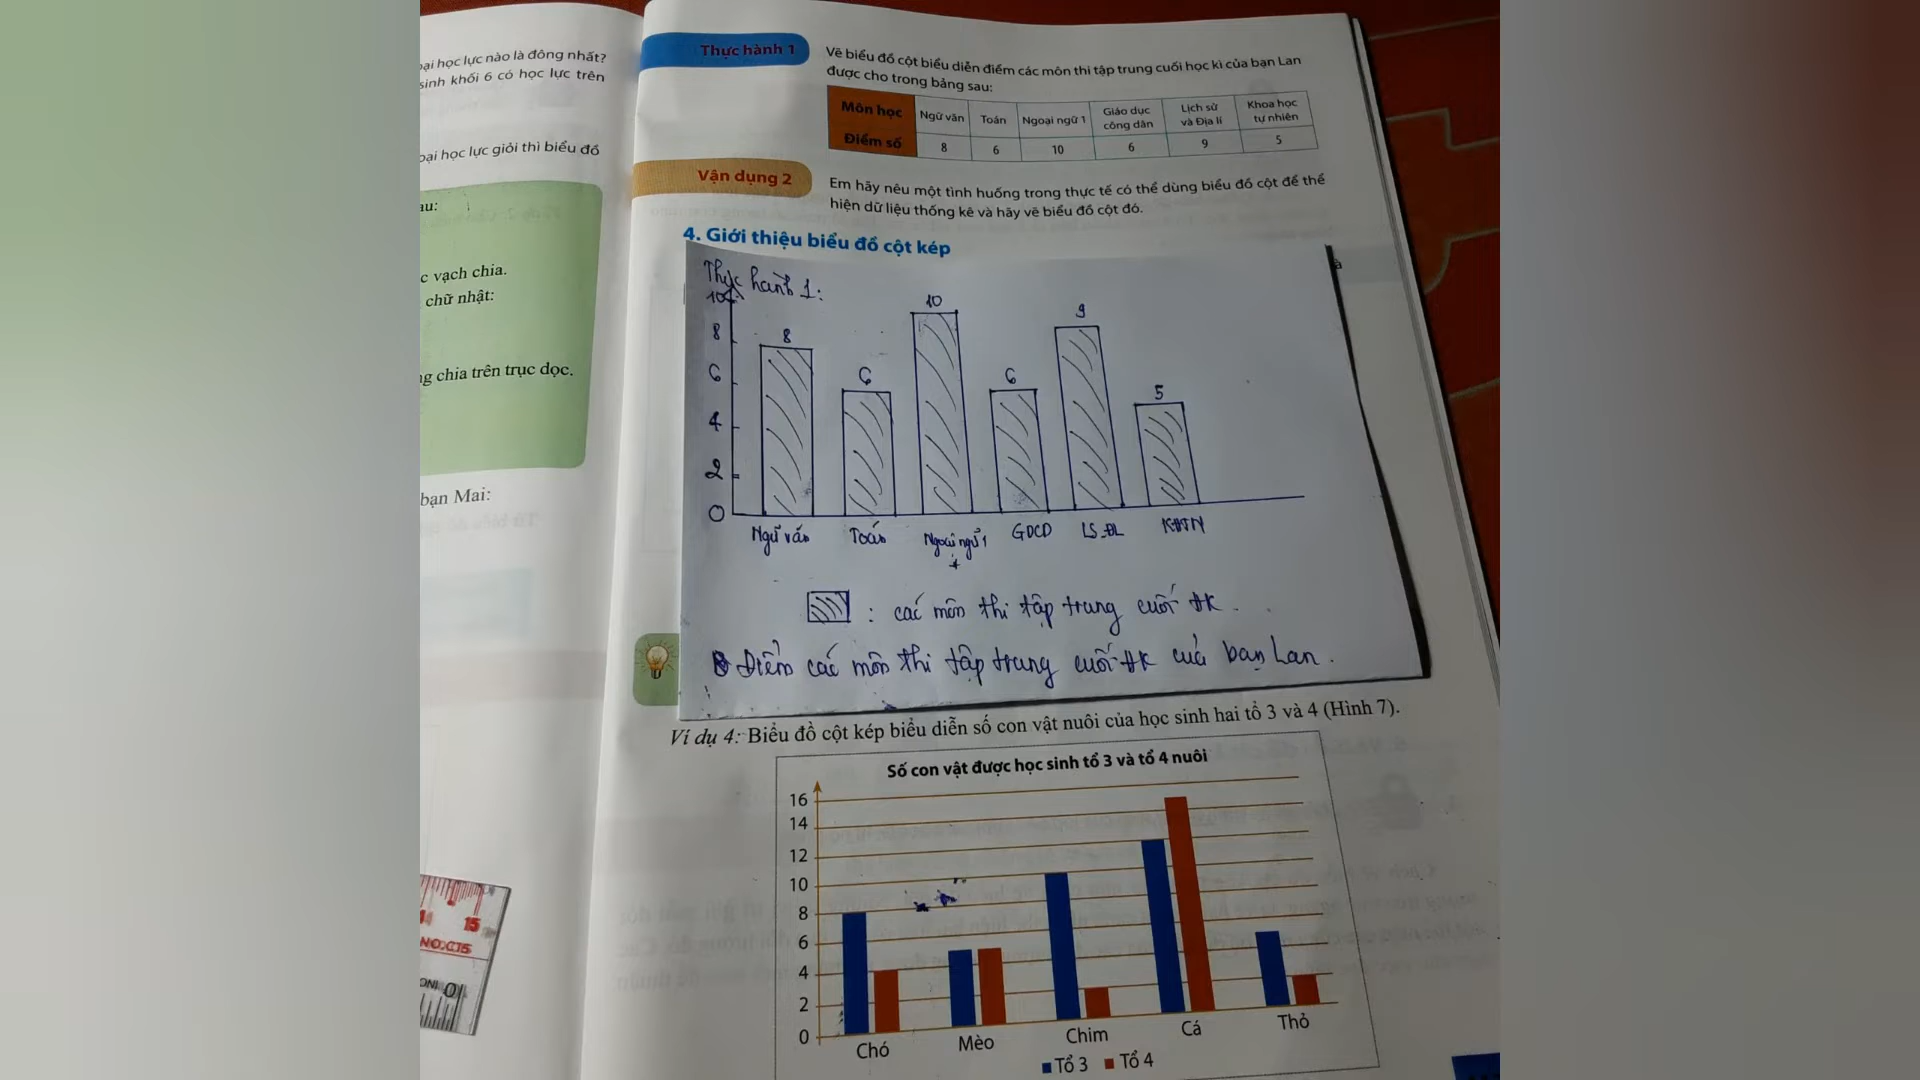 ại học lực nào là đông nhất?
sinh khối 6 có học lực trên
ại học lực giỏi thì biểu đồ
au:
c vạch chia.
chữ nhật:
g chia trên trục dọc.
bạn Mai:
15
NO:C15
0
Thực hành 1
Vẽ biểu đồ cột biểu diễn điểm các môn thi tập trung cuối học kì của bạn Lan
được cho trong bảng sau:
Môn học Ngữ văn Toán Ngoại ngữ 1 Giáo dục công dân Lịch sử và Địa lí Khoa học tự nhiên
Điểm số 8 6 10 6 9 5
Vận dụng 2
Em hãy nêu một tình huống trong thực tế có thể dùng biểu đồ cột để thể
hiện dữ liệu thống kê và hãy vẽ biểu đồ cột đó.
4. Giới thiệu biểu đồ cột kép
Thực hành 1:
10
8
6
4
2
0
8 6 10 6 9 5
Ngữ văn Toán Ngoại ngữ 1 GDCD LS_ĐL KHTN
: các môn thi tập trung cuối HK.
Điểm các môn thi tập trung cuối HK của bạn Lan.
Ví dụ 4: Biểu đồ cột kép biểu diễn số con vật nuôi của học sinh hai tổ 3 và 4 (Hình 7).
Số con vật được học sinh tổ 3 và tổ 4 nuôi
16
14
12
10
8
6
4
2
0
Chó Mèo Chim Cá Thỏ
Tổ 3 Tổ 4